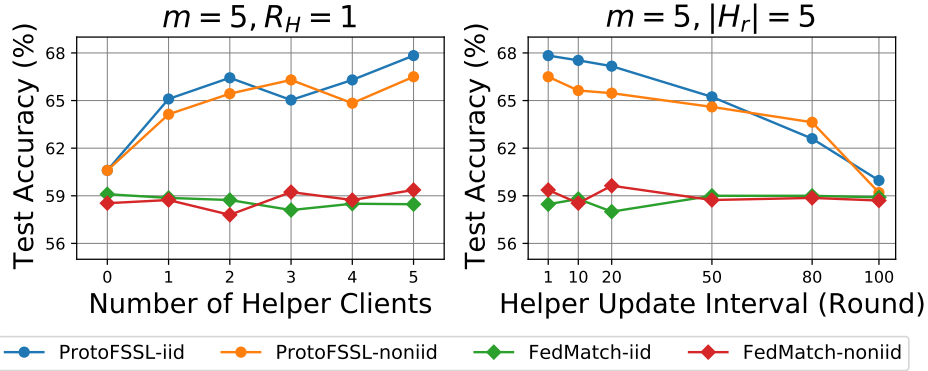 m = 5, R_H = 1
Test Accuracy (%)
68
65
62
59
56
0 1 2 3 4 5
Number of Helper Clients
m = 5, |H_r| = 5
Test Accuracy (%)
68
65
62
59
56
1 10 20 50 80 100
Helper Update Interval (Round)
ProtoFSSL-iid ProtoFSSL-noniid FedMatch-iid FedMatch-noniid